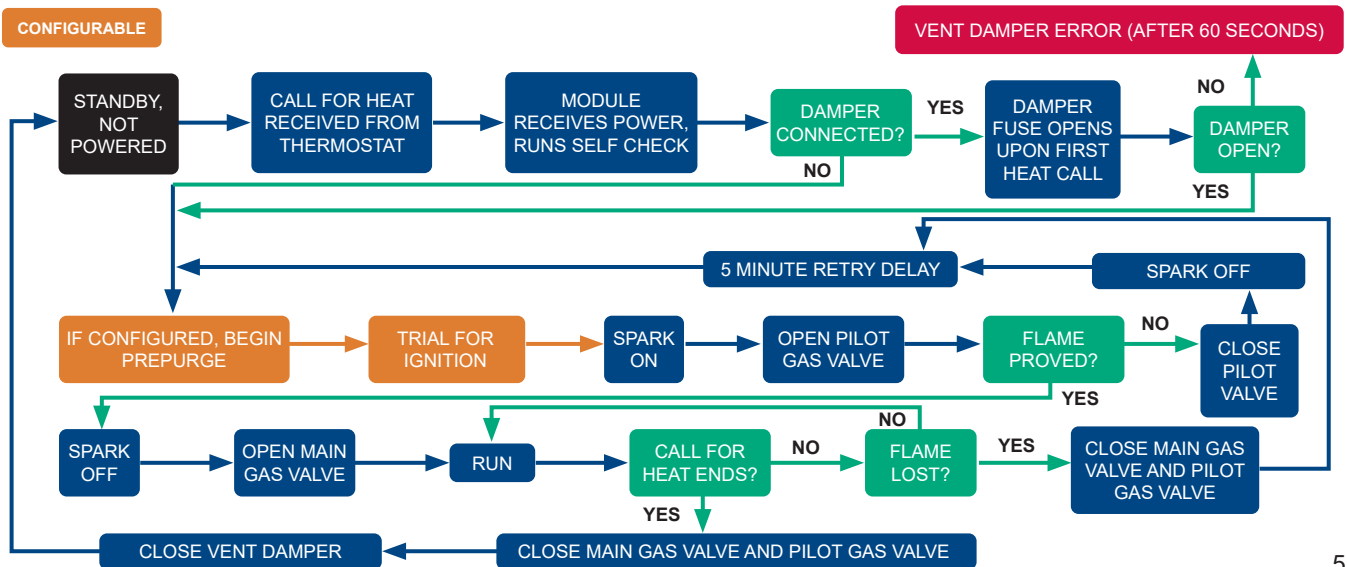 CONFIGURABLE
VENT DAMPER ERROR (AFTER 60 SECONDS)
STANDBY,
NOT
POWERED
CALL FOR HEAT
RECEIVED FROM
THERMOSTAT
MODULE
RECEIVES POWER,
RUNS SELF CHECK
DAMPER
CONNECTED?
YES
NO
DAMPER
FUSE OPENS
UPON FIRST
HEAT CALL
NO
DAMPER
OPEN?
YES
5 MINUTE RETRY DELAY
SPARK OFF
IF CONFIGURED, BEGIN
PREPURGE
TRIAL FOR
IGNITION
SPARK
ON
OPEN PILOT
GAS VALVE
FLAME
PROVED?
NO
YES
CLOSE
PILOT
VALVE
SPARK
OFF
OPEN MAIN
GAS VALVE
RUN
CALL FOR
HEAT ENDS?
NO
YES
FLAME
LOST?
NO
YES
CLOSE MAIN GAS
VALVE AND PILOT
GAS VALVE
CLOSE VENT DAMPER
CLOSE MAIN GAS VALVE AND PILOT GAS VALVE
5